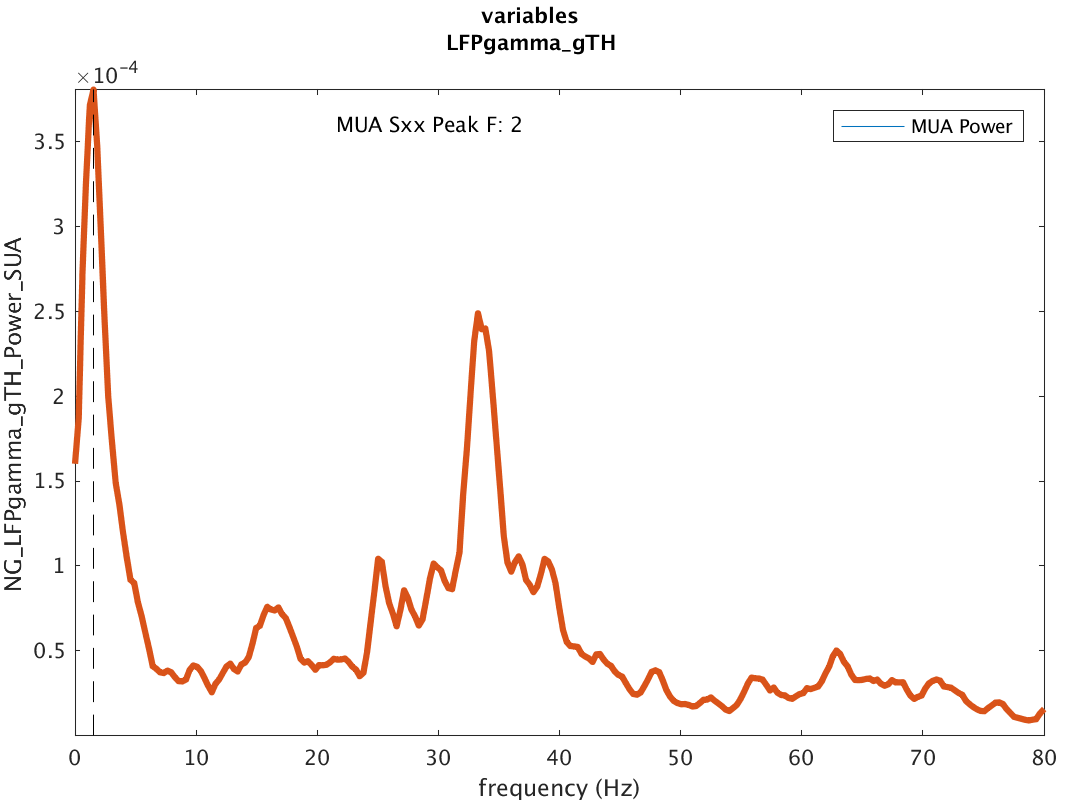 variables
LFPgamma_gTH
×10⁻⁴
MUA Sxx Peak F: 2
MUA Power
3.5
3
2.5
2
1.5
1
0.5
NG_LFPgamma_gTH_Power_SUA
0 10 20 30 40 50 60 70 80
frequency (Hz)